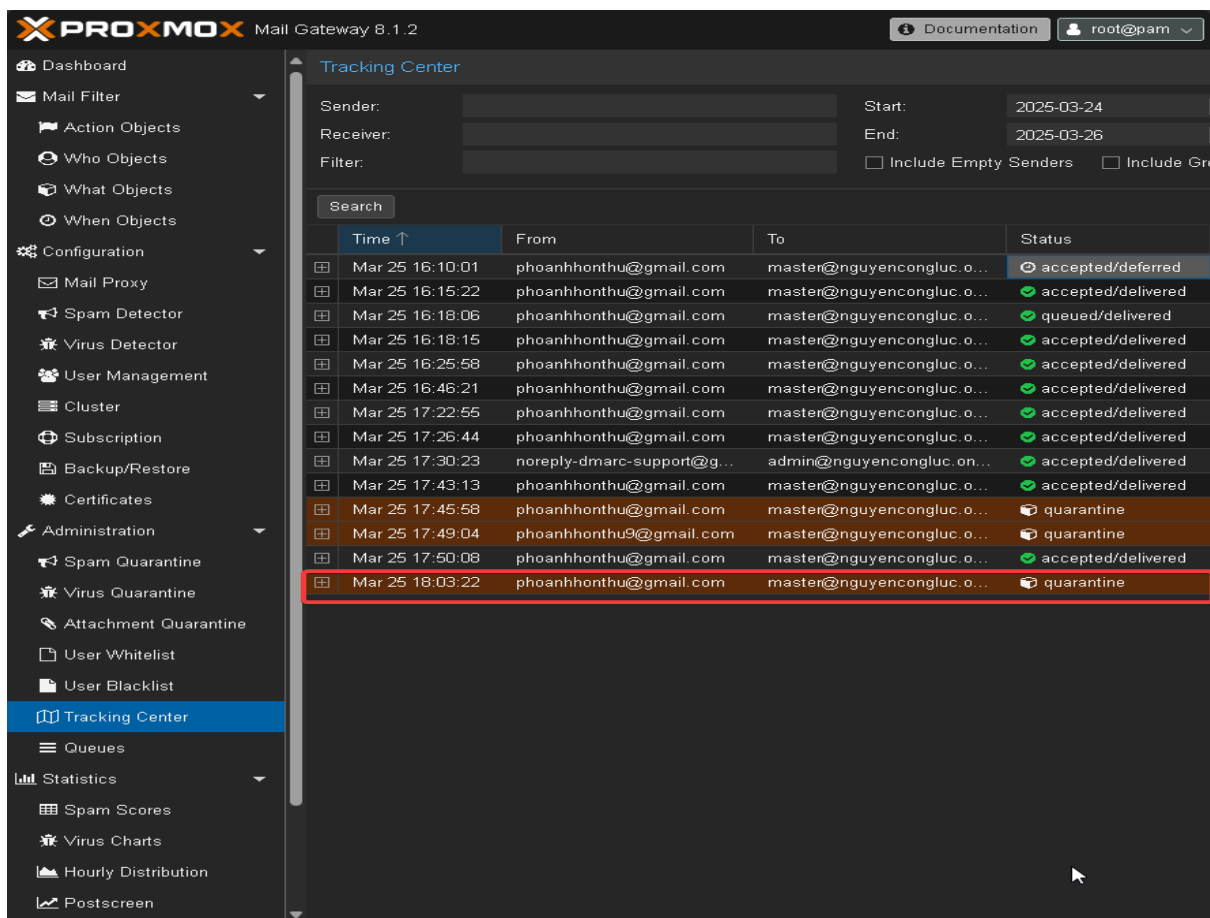 PROXMOX Mail Gateway 8.1.2 Documentation root@pam
Dashboard
Mail Filter
Action Objects
Who Objects
What Objects
When Objects
Configuration
Mail Proxy
Spam Detector
Virus Detector
User Management
Cluster
Subscription
Backup/Restore
Certificates
Administration
Spam Quarantine
Virus Quarantine
Attachment Quarantine
User Whitelist
User Blacklist
Tracking Center
Queues
Statistics
Spam Scores
Virus Charts
Hourly Distribution
Postscreen
Tracking Center
Sender: Start: 2025-03-24
Receiver: End: 2025-03-26
Filter: Include Empty Senders Include Gr
Search
Time ↑ From To Status
Mar 25 16:10:01 phoanhhonthu@gmail.com master@nguyencongluc.o... accepted/deferred
Mar 25 16:15:22 phoanhhonthu@gmail.com master@nguyencongluc.o... accepted/delivered
Mar 25 16:18:06 phoanhhonthu@gmail.com master@nguyencongluc.o... queued/delivered
Mar 25 16:18:15 phoanhhonthu@gmail.com master@nguyencongluc.o... accepted/delivered
Mar 25 16:25:58 phoanhhonthu@gmail.com master@nguyencongluc.o... accepted/delivered
Mar 25 16:46:21 phoanhhonthu@gmail.com master@nguyencongluc.o... accepted/delivered
Mar 25 17:22:55 phoanhhonthu@gmail.com master@nguyencongluc.o... accepted/delivered
Mar 25 17:26:44 phoanhhonthu@gmail.com master@nguyencongluc.o... accepted/delivered
Mar 25 17:30:23 noreply-dmarc-support@g... admin@nguyencongluc.on... accepted/delivered
Mar 25 17:43:13 phoanhhonthu@gmail.com master@nguyencongluc.o... accepted/delivered
Mar 25 17:45:58 phoanhhonthu@gmail.com master@nguyencongluc.o... quarantine
Mar 25 17:49:04 phoanhhonthu9@gmail.com master@nguyencongluc.o... quarantine
Mar 25 17:50:08 phoanhhonthu@gmail.com master@nguyencongluc.o... accepted/delivered
Mar 25 18:03:22 phoanhhonthu@gmail.com master@nguyencongluc.o... quarantine